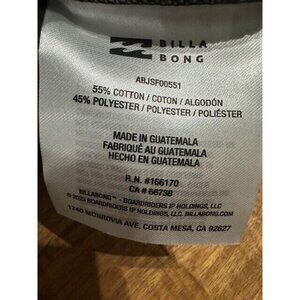 BILLA
BONG
ABJSF00551
55% COTTON / COTON / ALGODÓN
45% POLYESTER / POLYESTER / POLIÉSTER
MADE IN GUATEMALA
FABRIQUÉ AU GUATEMALA
HECHO EN GUATEMALA
R.N. #166170
CA # 66738
BILLABONG™ - BOARDRIDERS IP HOLDINGS, LLC
© 2023 BOARDRIDERS IP HOLDINGS, LLC. BILLABONG.COM
1740 MONROVIA AVE, COSTA MESA, CA 92627